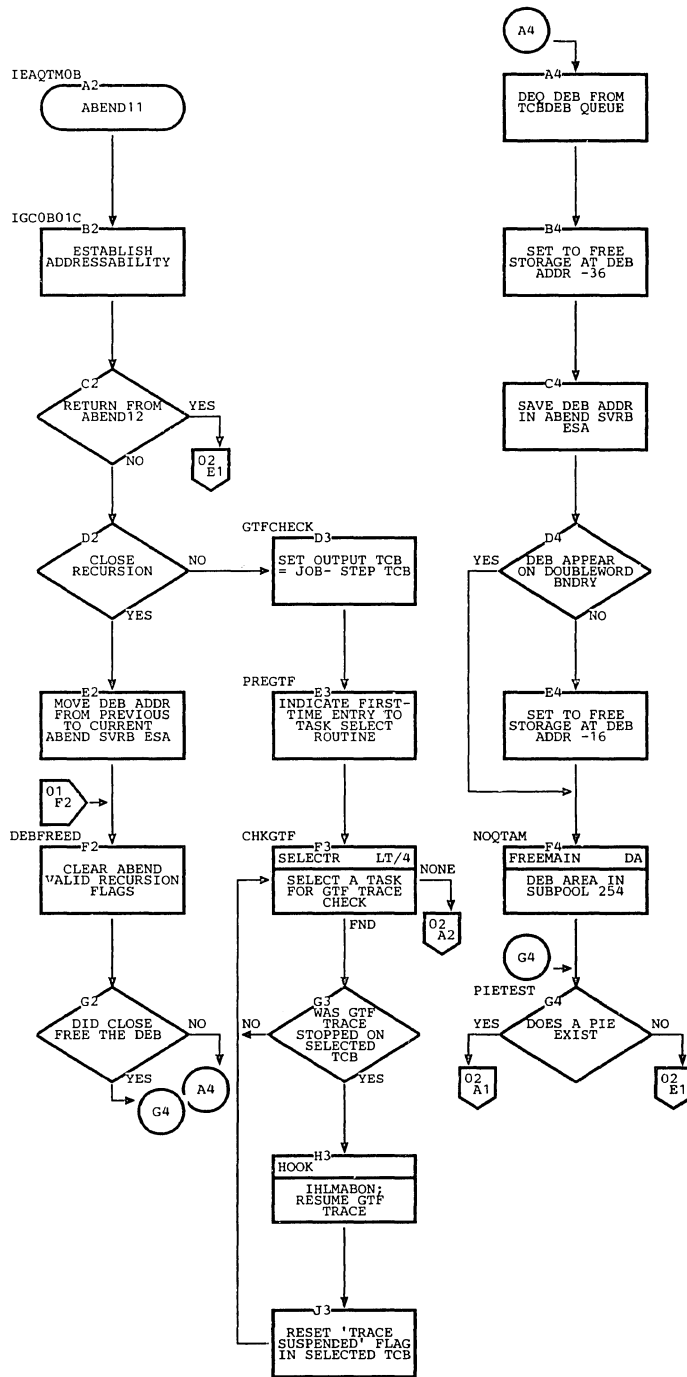 IEAQTM0B
A2
ABEND11
IGC0B01C
B2
ESTABLISH
ADDRESSABILITY
C2
RETURN FROM
ABEND12
YES
02
E1
NO
D2
CLOSE
RECURSION
NO
YES
E2
MOVE DEB ADDR
FROM PREVIOUS
TO CURRENT
ABEND SVRB ESA
01
F2
DEBFREED
F2
CLEAR ABEND
VALID RECURSION
FLAGS
G2
DID CLOSE
FREE THE DEB
NO
A4
YES
G4
GTFCHECK
D3
SET OUTPUT TCB
= JOB- STEP TCB
PREGTF
E3
INDICATE FIRST-
TIME ENTRY TO
TASK SELECT
ROUTINE
CHKGTF
F3
SELECTR LT/4
SELECT A TASK
FOR GTF TRACE
CHECK
NONE
02
A2
FND
G3
WAS GTF
TRACE
STOPPED ON
SELECTED
TCB
NO
YES
H3
HOOK
IHLMABON;
RESUME GTF
TRACE
J3
RESET 'TRACE
SUSPENDED' FLAG
IN SELECTED TCB
A4
A4
DEQ DEB FROM
TCBDEB QUEUE
B4
SET TO FREE
STORAGE AT DEB
ADDR -36
C4
SAVE DEB ADDR
IN ABEND SVRB
ESA
D4
DEB APPEAR
ON DOUBLEWORD
BNDRY
YES
NO
E4
SET TO FREE
STORAGE AT DEB
ADDR -16
NOQTAM
F4
FREEMAIN DA
DEB AREA IN
SUBPOOL 254
G4
PIETEST
G4
DOES A PIE
EXIST
YES
02
A1
NO
02
E1